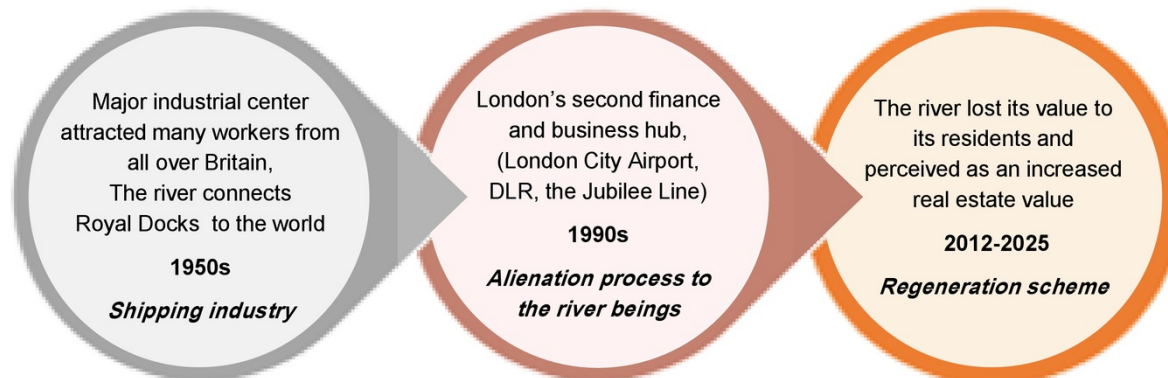 Major industrial center
attracted many workers from
all over Britain,
The river connects
Royal Docks to the world
1950s
Shipping industry
London's second finance
and business hub,
(London City Airport,
DLR, the Jubilee Line)
1990s
Alienation process to
the river beings
The river lost its value to
its residents and
perceived as an increased
real estate value
2012-2025
Regeneration scheme